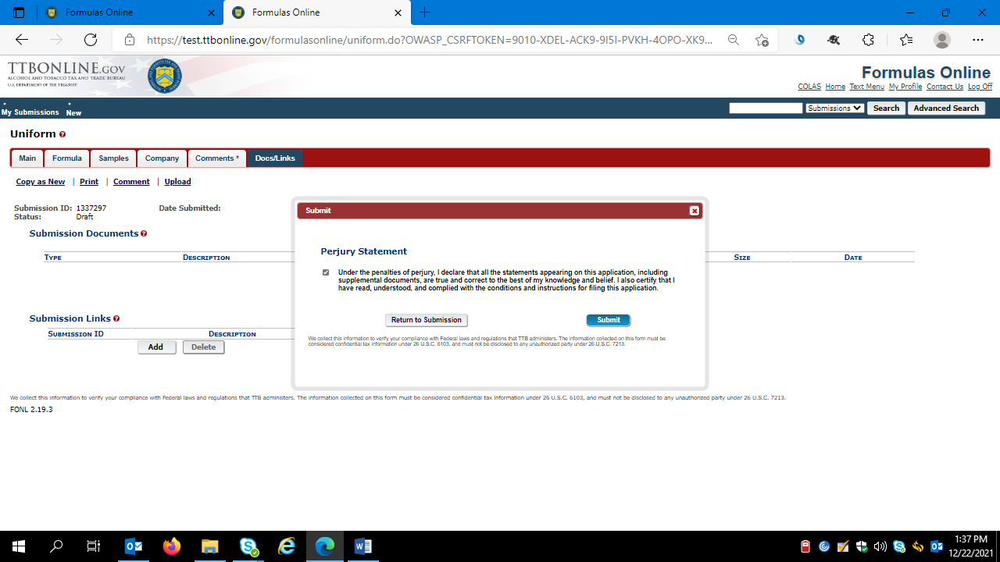 Formulas Online
Formulas Online
https://test.ttbonline.gov/formulasonline/uniform.do?OWASP_CSRFTOKEN=9010-XDEL-ACK9-9I5I-PVKH-4OPO-XK9...
TTBONLINE.GOV
ALCOHOL AND TOBACCO TAX AND TRADE BUREAU
U.S. DEPARTMENT OF THE TREASURY
Formulas Online
COLAS Home Text Menu My Profile Contact Us Log Off
My Submissions New
Submissions Search Advanced Search
Uniform
Main Formula Samples Company Comments * Docs/Links
Copy as New | Print | Comment | Upload
Submission ID: 1337297 Date Submitted:
Status: Draft
Submission Documents
TYPE DESCRIPTION SIZE DATE
Submission Links
SUBMISSION ID DESCRIPTION
Add Delete
Submit
Perjury Statement
Under the penalties of perjury, I declare that all the statements appearing on this application, including
supplemental documents, are true and correct to the best of my knowledge and belief. I also certify that I
have read, understood, and complied with the conditions and instructions for filing this application.
Return to Submission Submit
We collect this information to verify your compliance with Federal laws and regulations that TTB administers. The information collected on this form must be
considered confidential tax information under 26 U.S.C. 6103, and must not be disclosed to any unauthorized party under 26 U.S.C. 7213.
We collect this information to verify your compliance with Federal laws and regulations that TTB administers. The information collected on this form must be considered confidential tax information under 26 U.S.C. 6103, and must not be disclosed to any unauthorized party under 26 U.S.C. 7213.
FONL 2.19.3
1:37 PM
12/22/2021